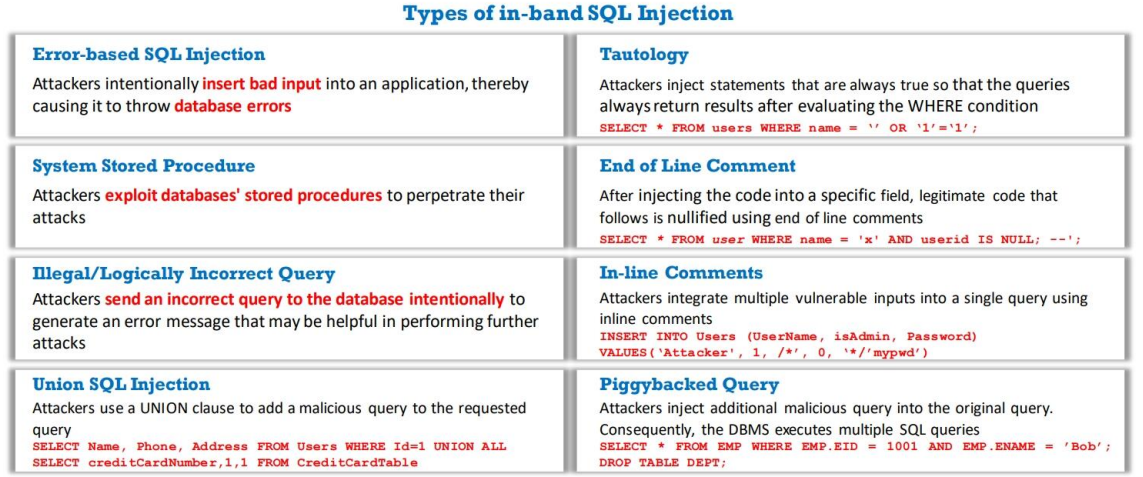 Types of in-band SQL Injection
Error-based SQL Injection
Attackers intentionally insert bad input into an application, thereby
causing it to throw database errors
System Stored Procedure
Attackers exploit databases' stored procedures to perpetrate their
attacks
Illegal/Logically Incorrect Query
Attackers send an incorrect query to the database intentionally to
generate an error message that may be helpful in performing further
attacks
Union SQL Injection
Attackers use a UNION clause to add a malicious query to the requested
query
SELECT Name, Phone, Address FROM Users WHERE Id=1 UNION ALL
SELECT creditCardNumber,1,1 FROM CreditCardTable
Tautology
Attackers inject statements that are always true so that the queries
always return results after evaluating the WHERE condition
SELECT * FROM users WHERE name = ‘’ OR ‘1’=‘1’;
End of Line Comment
After injecting the code into a specific field, legitimate code that
follows is nullified using end of line comments
SELECT * FROM user WHERE name = 'x' AND userid IS NULL; --';
In-line Comments
Attackers integrate multiple vulnerable inputs into a single query using
inline comments
INSERT INTO Users (UserName, isAdmin, Password)
VALUES(‘Attacker', 1, /*’, 0, ‘*/’mypwd’)
Piggybacked Query
Attackers inject additional malicious query into the original query.
Consequently, the DBMS executes multiple SQL queries
SELECT * FROM EMP WHERE EMP.EID = 1001 AND EMP.ENAME = ’Bob’;
DROP TABLE DEPT;